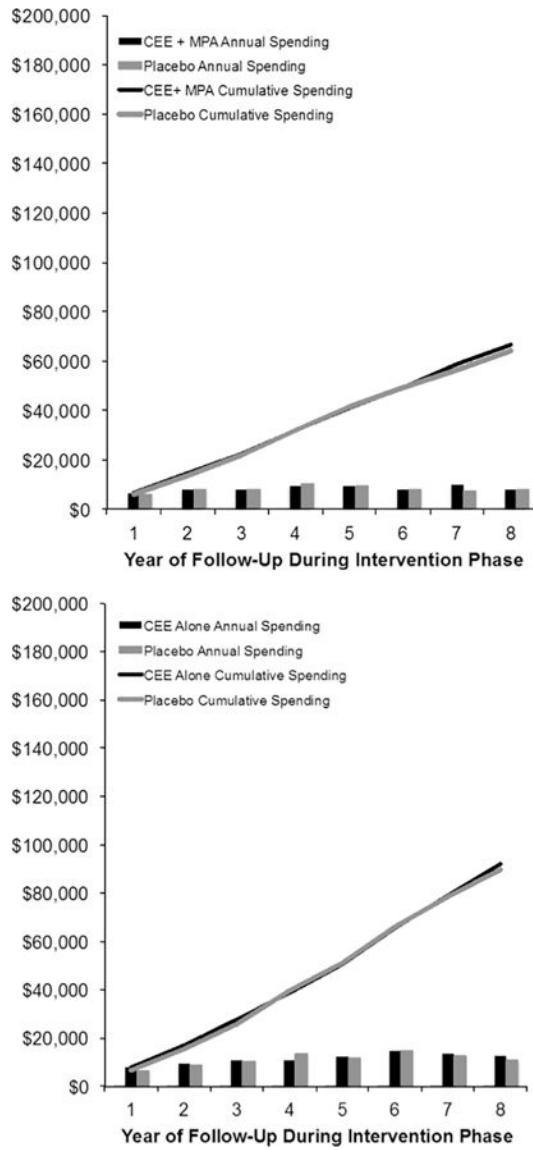 $200,000
CEE + MPA Annual Spending
$180,000
Placebo Annual Spending
CEE+ MPA Cumulative Spending
$160,000
Placebo Cumulative Spending
$140,000
$120,000
$100,000
$80,000
$60,000
$40,000
$20,000
$0
1 2 3 4 5 6 7 8
Year of Follow-Up During Intervention Phase
$200,000
CEE Alone Annual Spending
$180,000
Placebo Annual Spending
CEE Alone Cumulative Spending
$160,000
Placebo Cumulative Spending
$140,000
$120,000
$100,000
$80,000
$60,000
$40,000
$20,000
$0
1 2 3 4 5 6 7 8
Year of Follow-Up During Intervention Phase